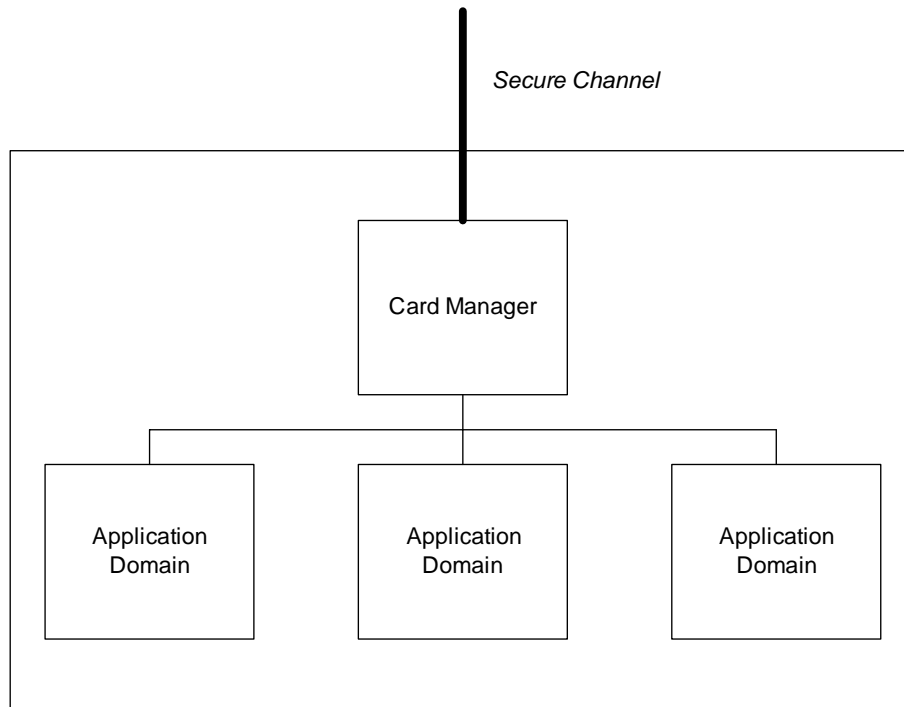 Secure Channel
Card Manager
Application
Domain
Application
Domain
Application
Domain